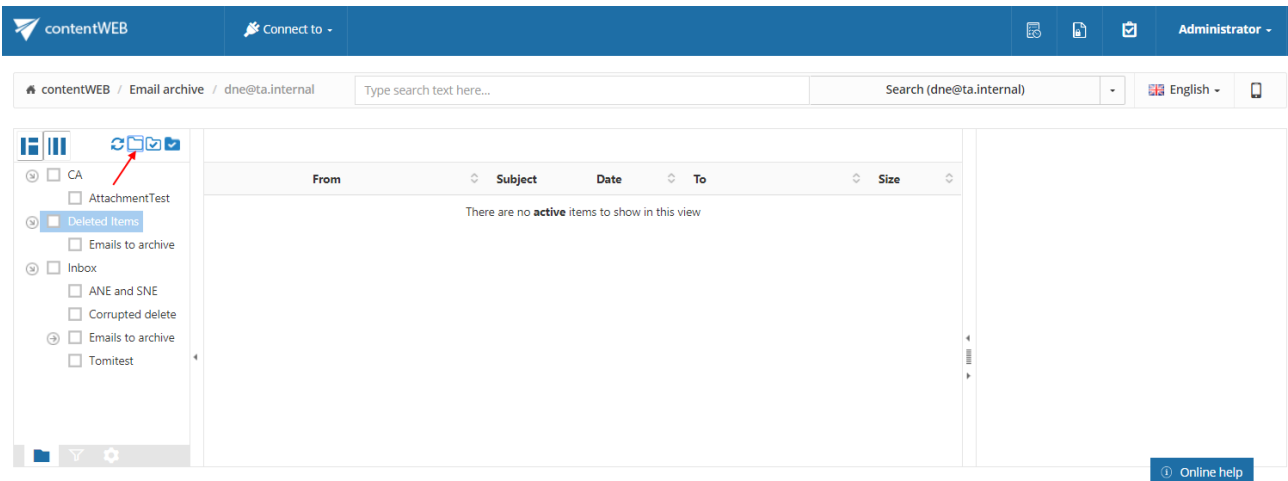 contentWEB
Connect to
Administrator
contentWEB / Email archive / dne@ta.internal
Type search text here...
Search (dne@ta.internal)
English
CA
AttachmentTest
Deleted Items
Emails to archive
Inbox
ANE and SNE
Corrupted delete
Emails to archive
Tomitest
From Subject Date To Size
There are no active items to show in this view
Online help